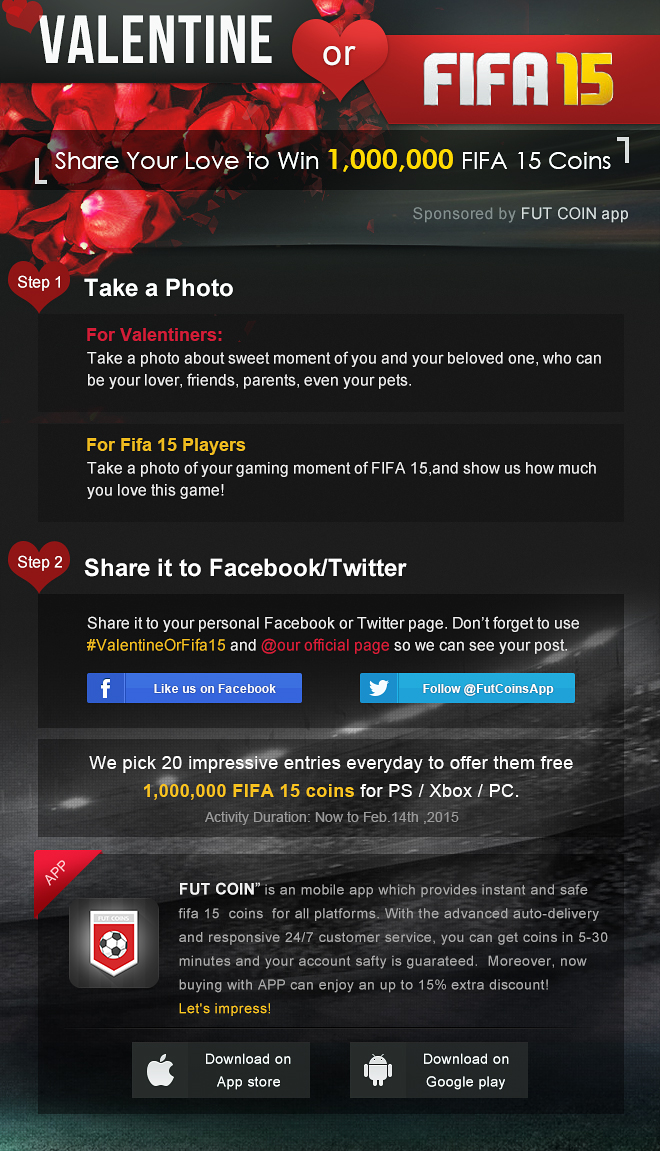 VALENTINE
or
FIFA 15
Share Your Love to Win 1,000,000 FIFA 15 Coins
Sponsored by FUT COIN app
Step 1
Take a Photo
For Valentiners:
Take a photo about sweet moment of you and your beloved one, who can
be your lover, friends, parents, even your pets.
For Fifa 15 Players
Take a photo of your gaming moment of FIFA 15,and show us how much
you love this game!
Step 2
Share it to Facebook/Twitter
Share it to your personal Facebook or Twitter page. Don't forget to use
#ValentineOrFifa15 and @our official page so we can see your post.
Like us on Facebook
Follow @FutCoinsApp
We pick 20 impressive entries everyday to offer them free
1,000,000 FIFA 15 coins for PS / Xbox / PC.
Activity Duration: Now to Feb.14th ,2015
APP
FUT COINS
FUT COIN" is an mobile app which provides instant and safe
fifa 15 coins for all platforms. With the advanced auto-delivery
and responsive 24/7 customer service, you can get coins in 5-30
minutes and your account safty is guarateed. Moreover, now
buying with APP can enjoy an up to 15% extra discount!
Let's impress!
Download on
App store
Download on
Google play